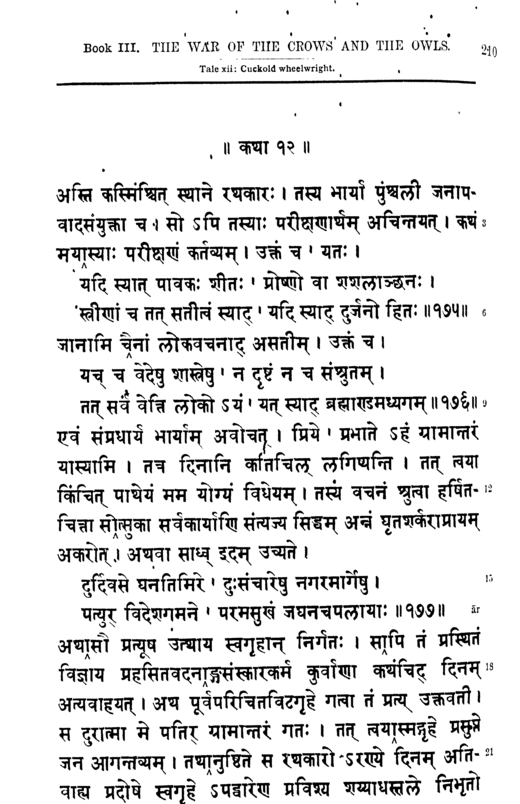 Book III. THE WAR OF THE CROWS AND THE OWLS. 210
Tale xii: Cuckold wheelwright.
॥ कथा १२ ॥
अस्ति कस्मिंश्चित् स्थाने रथकारः । तस्य भार्या पुंश्चली जनाप-
वादसंयुक्ता च । सो ऽपि तस्याः परीक्षणार्थम् अचिन्तयत् । कथं 3
मयास्याः परीक्षणं कर्तव्यम् । उक्तं च ' यतः ।
यदि स्यात् पावकः शीतः ' प्रोष्णो वा शशलाञ्छनः ।
स्त्रीणां च तत् सतीत्वं स्याद् ' यदि स्याद् दुर्जनो हितः ॥१७५॥ 6
जानामि चैनां लोकवचनाद् असतीम् । उक्तं च ।
यच् च वेदेषु शास्त्रेषु ' न दृष्टं न च संश्रुतम् ।
तत् सर्वं वेत्ति लोको ऽयं ' यत् स्याद् ब्रह्माण्डमध्यगम् ॥१७६॥ 9
एवं संप्रधार्य भार्याम् अवोचत् । प्रिये ' प्रभाते ऽहं ग्रामान्तरं
यास्यामि । तत्र दिनानि कतिचिल् लगिष्यन्ति । तत् त्वया
किंचित् पाथेयं मम योग्यं विधेयम् । तस्य वचनं श्रुत्वा हर्षित- 12
चित्ता सोत्सुका सर्वकार्याणि संत्यज्य सिद्धम् अन्नं घृतशर्कराप्रायम्
अकरोत् । अथवा साध्व् इदम् उच्यते ।
दुर्दिवसे घनतिमिरे ' दुःसंचारेषु नगरमार्गेषु । 15
पत्युर् विदेशगमने ' परमसुखं जघनचपलायाः ॥१७७॥ är
अथासौ प्रत्यूष उत्थाय स्वगृहान् निर्गतः । सापि तं प्रस्थितं
विज्ञाय प्रहसितवदनाङ्गसंस्कारकर्म कुर्वाणा कथंचिद् दिनम् 18
अत्यवाहयत् । अथ पूर्वपरिचितविटगृहे गत्वा तं प्रत्य् उक्तवती ।
स दुरात्मा मे पतिर् ग्रामान्तरं गतः । तत् त्वयास्मद्गृहे प्रसुप्ते
जन आगन्तव्यम् । तथानुष्ठिते स रथकारो ऽरण्ये दिनम् अति- 21
वाह्य प्रदोषे स्वगृहे ऽपद्वारेण प्रविश्य शय्याधस्तले निभृतो